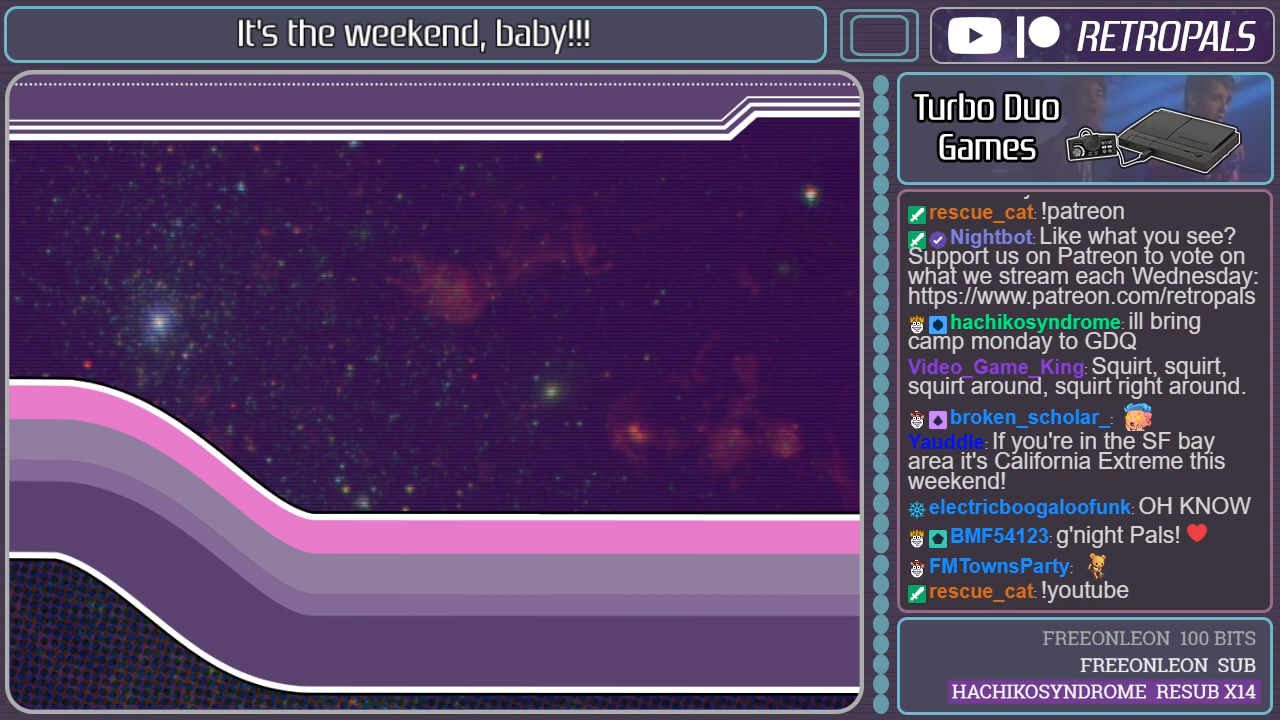 It's the weekend, baby!!!
RETROPALS
Turbo Duo
Games
rescue_cat: !patreon
Nightbot: Like what you see?
Support us on Patreon to vote on
what we stream each Wednesday:
https://www.patreon.com/retropals
hachikosyndrome: ill bring
camp monday to GDQ
Video_Game_King: Squirt, squirt,
squirt around, squirt right around.
broken_scholar_:
Yauddle: If you're in the SF bay
area it's California Extreme this
weekend!
electricboogaloofunk: OH KNOW
BMF54123: g'night Pals!
FMTownsParty:
rescue_cat: !youtube
FREEONLEON 100 BITS
FREEONLEON SUB
HACHIKOSYNDROME RESUB X14